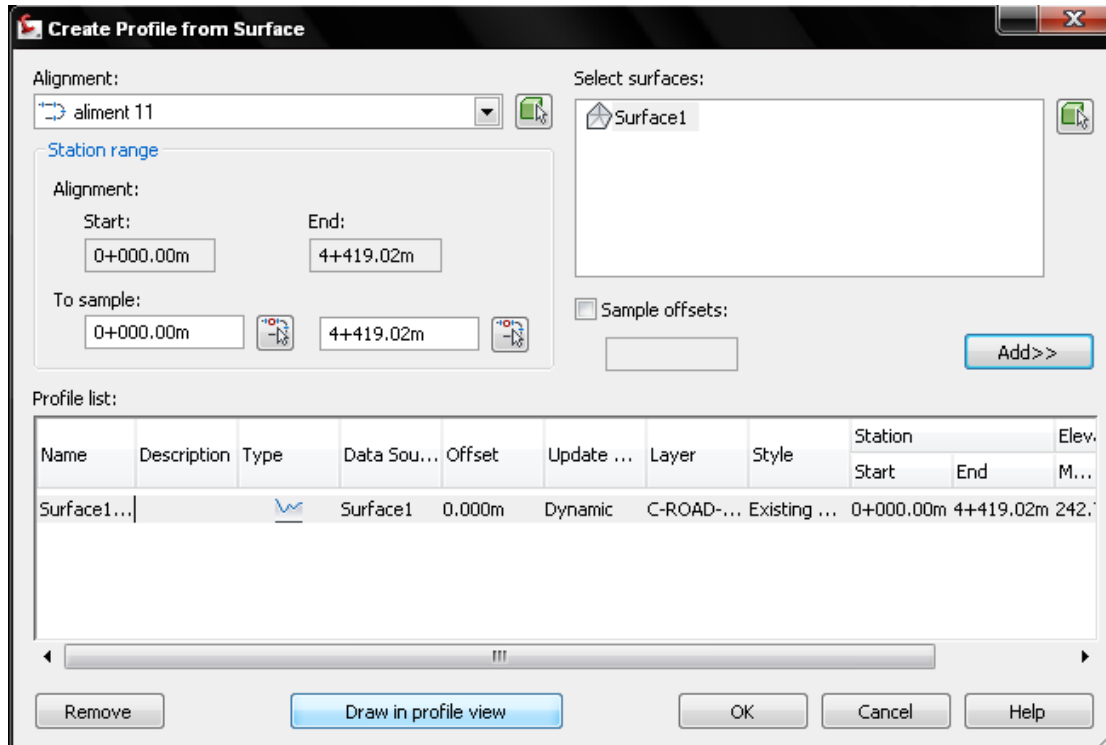 Create Profile from Surface
Alignment:
aliment 11
Select surfaces:
Surface1
Station range
Alignment:
Start: End:
0+000.00m 4+419.02m
To sample:
0+000.00m 4+419.02m
Sample offsets:
Add>>
Profile list:
Name Description Type Data Sou... Offset Update ... Layer Style Station Elev
Start End M...
Surface1... Surface1 0.000m Dynamic C-ROAD-... Existing ... 0+000.00m 4+419.02m 242.
Remove Draw in profile view OK Cancel Help